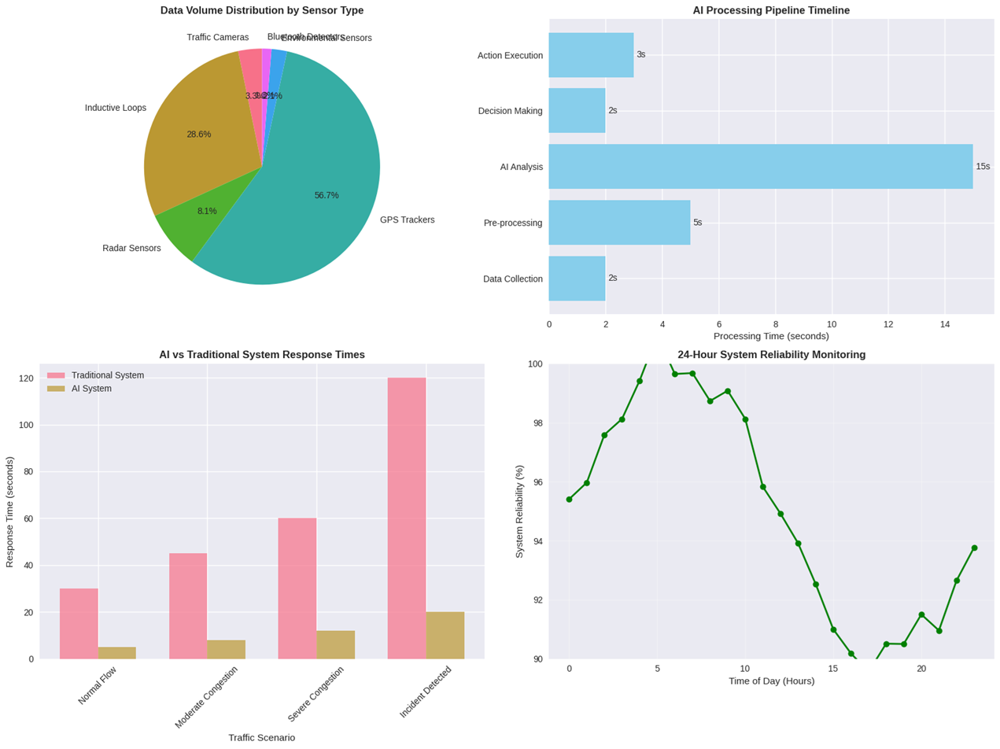 Data Volume Distribution by Sensor Type
Traffic Cameras
Bluetooth Detectors
Environmental Sensors
Inductive Loops
28.6%
56.7%
8.1%
GPS Trackers
Radar Sensors
AI Processing Pipeline Timeline
Action Execution
3s
Decision Making
2s
AI Analysis
15s
Pre-processing
5s
Data Collection
2s
0 2 4 6 8 10 12 14
Processing Time (seconds)
AI vs Traditional System Response Times
Traditional System
AI System
Response Time (seconds)
120
100
80
60
40
20
0
Normal Flow
Moderate Congestion
Severe Congestion
Incident Detected
Traffic Scenario
24-Hour System Reliability Monitoring
System Reliability (%)
100
98
96
94
92
90
0 5 10 15 20
Time of Day (Hours)